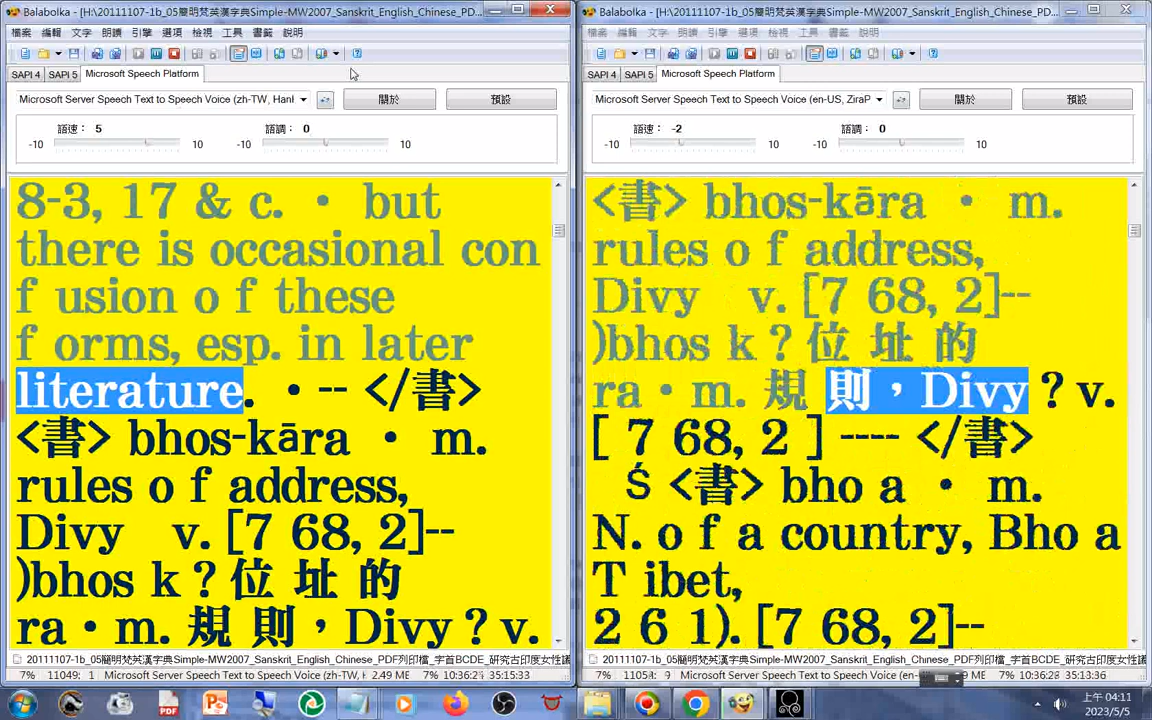 Balabolka - [H:\20111107-1b_05簡明梵英漢字典Simple-MW2007_Sanskrit_English_Chinese_PD...
檔案 編輯 文字 朗讀 引擎 選項 檢視 工具 書籤 說明
SAPI 4 SAPI 5 Microsoft Speech Platform
Microsoft Server Speech Text to Speech Voice (zh-TW, HanI 關於 預設
語速： 5 語調： 0
-10 10 -10 10
8-3, 17 & c. • but
there is occasional con
f usion o f these
f orms, esp. in later
literature. • -- </書>
<書> bhos-kāra • m.
rules o f address,
Divy v. [7 68, 2]--
)bhos k ? 位 址 的
ra • m. 規 則，Divy ? v.
20111107-1b_05簡明梵英漢字典Simple-MW2007_Sanskrit_English_Chinese_PDF列印檔_字首BCDE_研究古印度女性議
7% 11049: 1 Microsoft Server Speech Text to Speech Voice (zh-TW, H 2.49 MB 7% 10:36:2 35:15:33
Balabolka - [H:\20111107-1b_05簡明梵英漢字典Simple-MW2007_Sanskrit_English_Chinese_PD...
檔案 編輯 文字 朗讀 引擎 選項 檢視 工具 書籤 說明
SAPI 4 SAPI 5 Microsoft Speech Platform
Microsoft Server Speech Text to Speech Voice (en-US, ZiraP 關於 預設
語速： -2 語調： 0
-10 10 -10 10
<書> bhos-kāra • m.
rules o f address,
Divy v. [7 68, 2]--
)bhos k ? 位 址 的
ra • m. 規 則，Divy ? v.
[ 7 68, 2 ] ---- </書>
Ś <書> bho a • m.
N. o f a country, Bho a
T ibet,
2 6 1). [7 68, 2]--
20111107-1b_05簡明梵英漢字典Simple-MW2007_Sanskrit_English_Chinese_PDF列印檔_字首BCDE_研究古印度女性議
7% Microsoft Server Speech Text to Speech Voice (en-U MB 7% 10:36:2 35:13:36
PDF
上午 04:11
2023/5/5